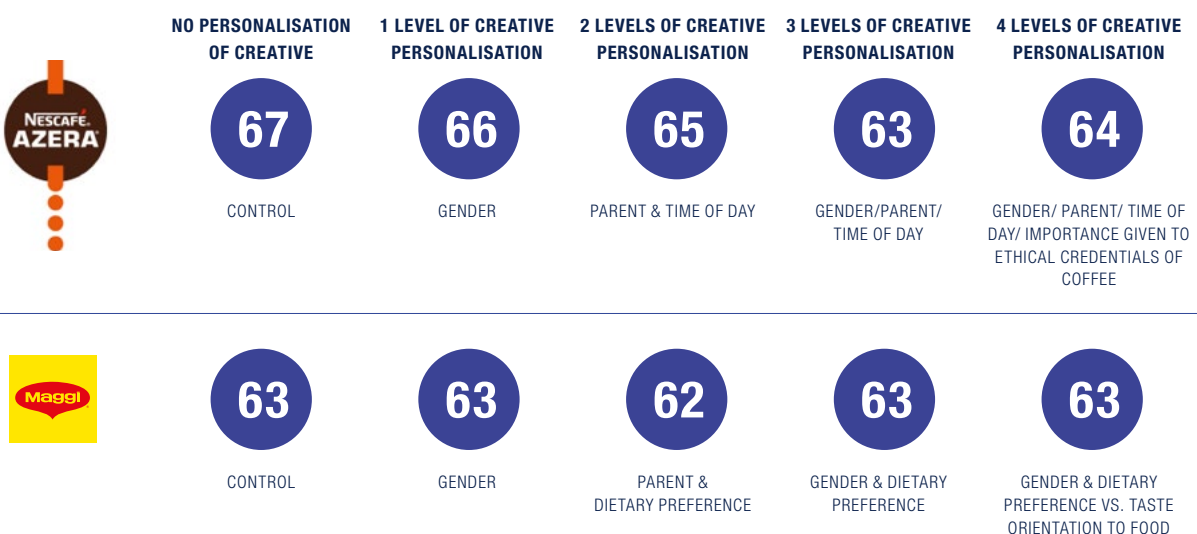 NO PERSONALISATION
OF CREATIVE
1 LEVEL OF CREATIVE
PERSONALISATION
2 LEVELS OF CREATIVE
PERSONALISATION
3 LEVELS OF CREATIVE
PERSONALISATION
4 LEVELS OF CREATIVE
PERSONALISATION
NESCAFÉ.
AZERA
67
66
65
63
64
CONTROL
GENDER
PARENT & TIME OF DAY
GENDER/PARENT/
TIME OF DAY
GENDER/ PARENT/ TIME OF
DAY/ IMPORTANCE GIVEN TO
ETHICAL CREDENTIALS OF
COFFEE
Maggi
63
63
62
63
63
CONTROL
GENDER
PARENT &
DIETARY PREFERENCE
GENDER & DIETARY
PREFERENCE
GENDER & DIETARY
PREFERENCE VS. TASTE
ORIENTATION TO FOOD